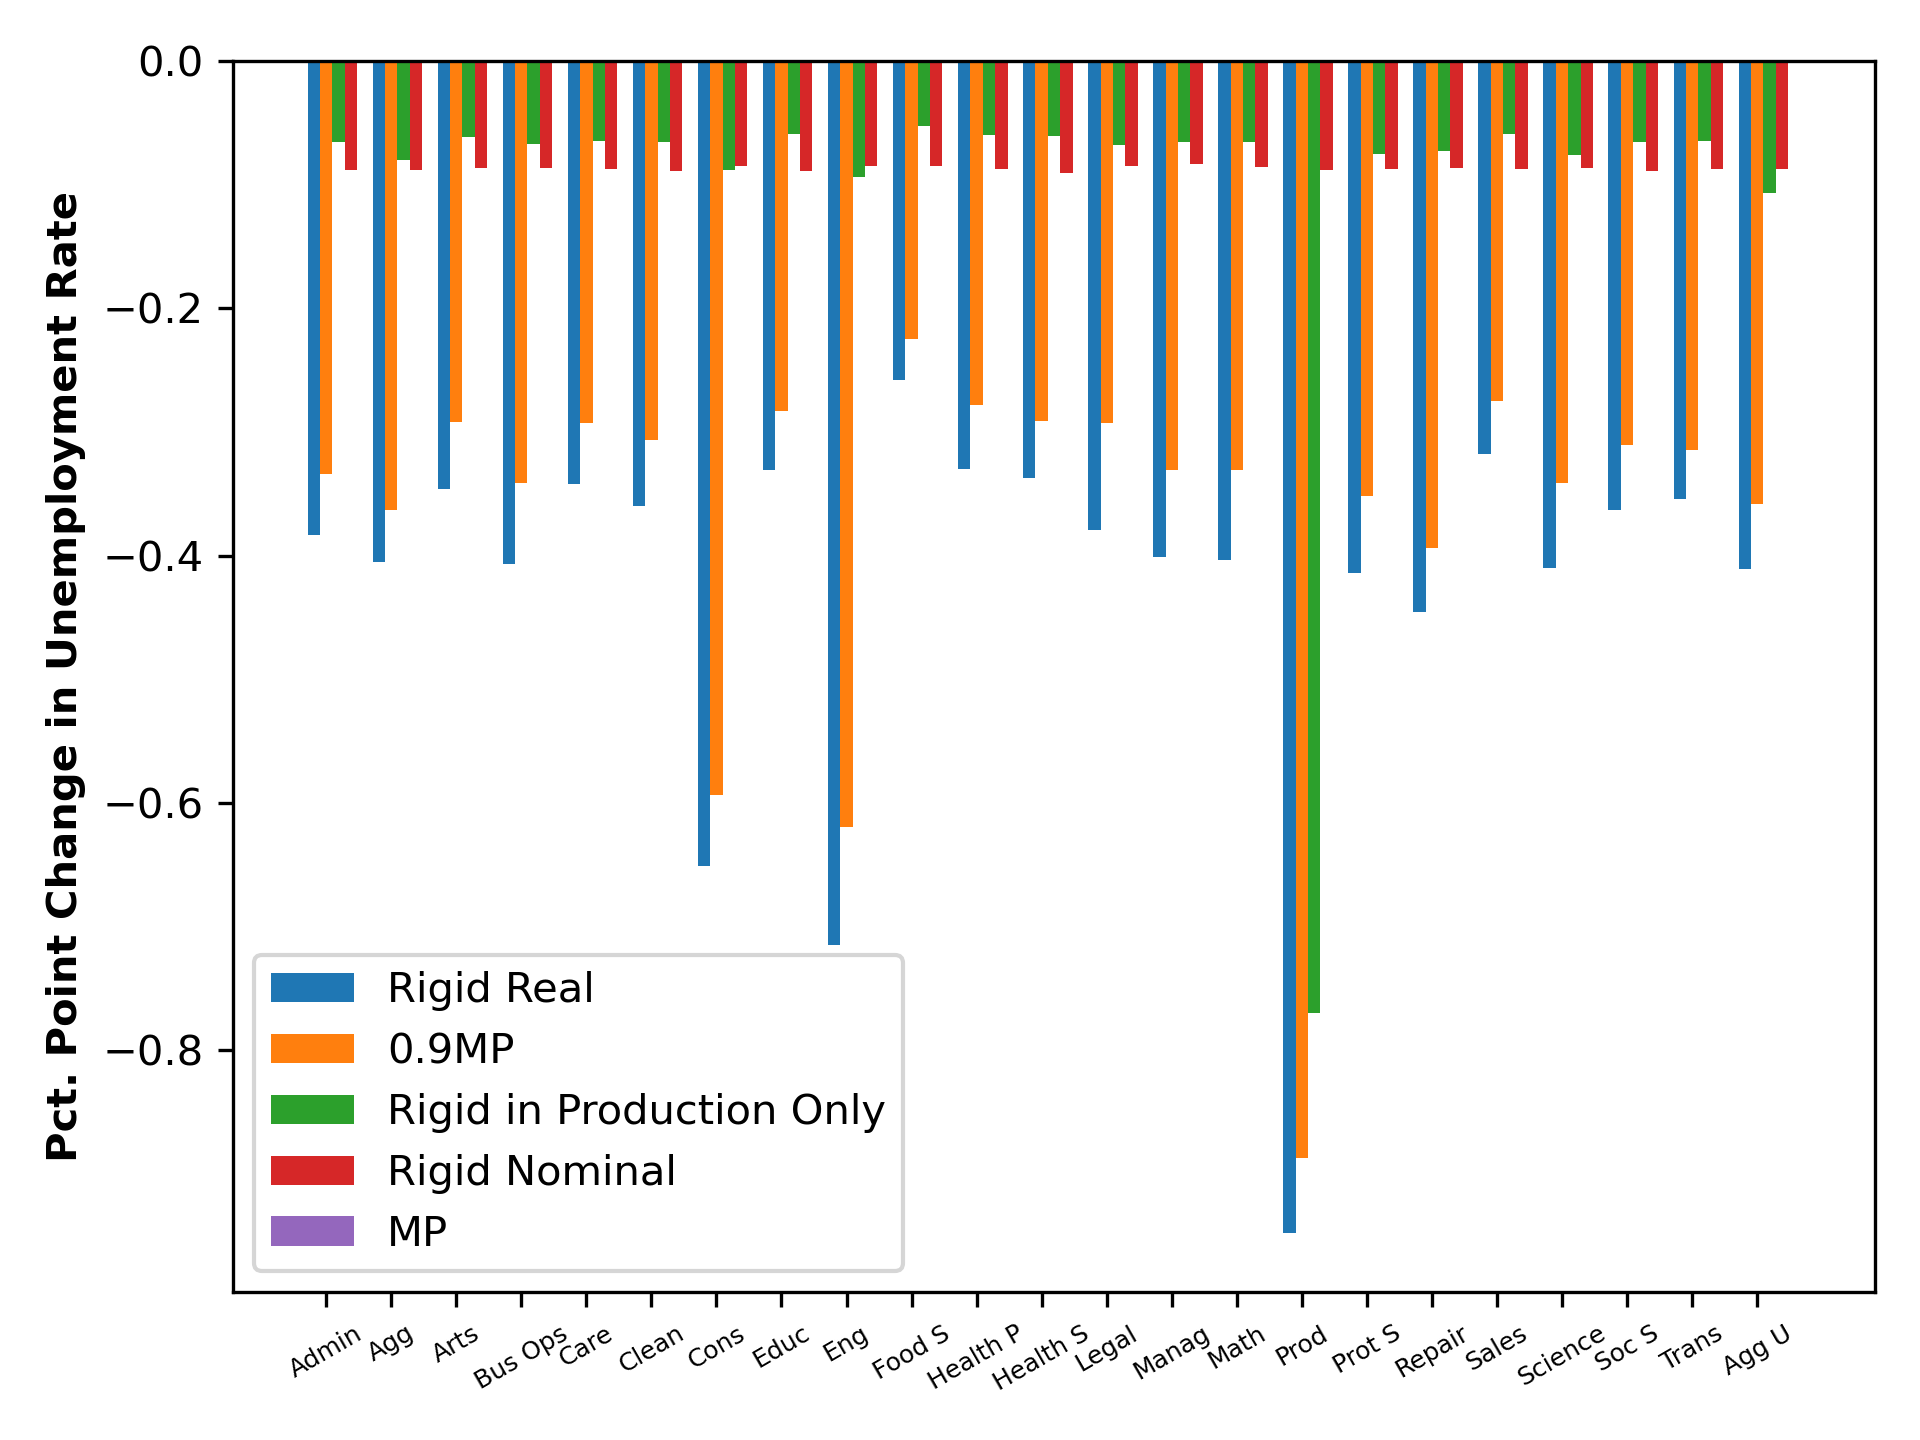 Pct. Point Change in Unemployment Rate
0.0
−0.2
−0.4
−0.6
−0.8
Rigid Real
0.9MP
Rigid in Production Only
Rigid Nominal
MP
Admin
Agg
Arts
Bus Ops
Care
Clean
Cons
Educ
Eng
Food S
Health P
Health S
Legal
Manag
Math
Prod
Prot S
Repair
Sales
Science
Soc S
Trans
Agg U